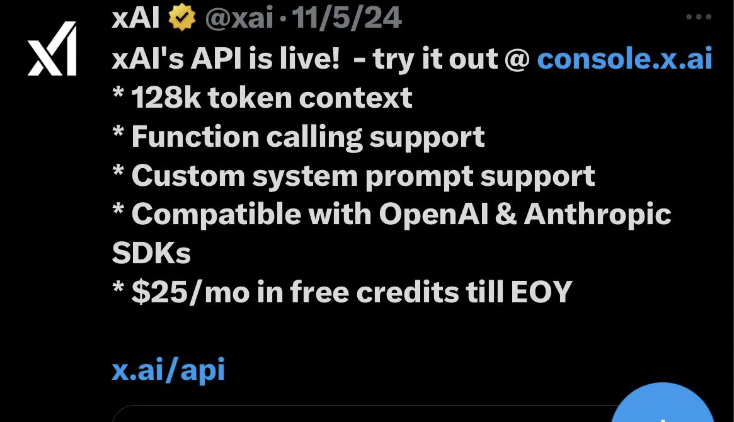 xAI @xai · 11/5/24
xAI's API is live! - try it out @ console.x.ai
* 128k token context
* Function calling support
* Custom system prompt support
* Compatible with OpenAI & Anthropic
SDKs
* $25/mo in free credits till EOY
x.ai/api